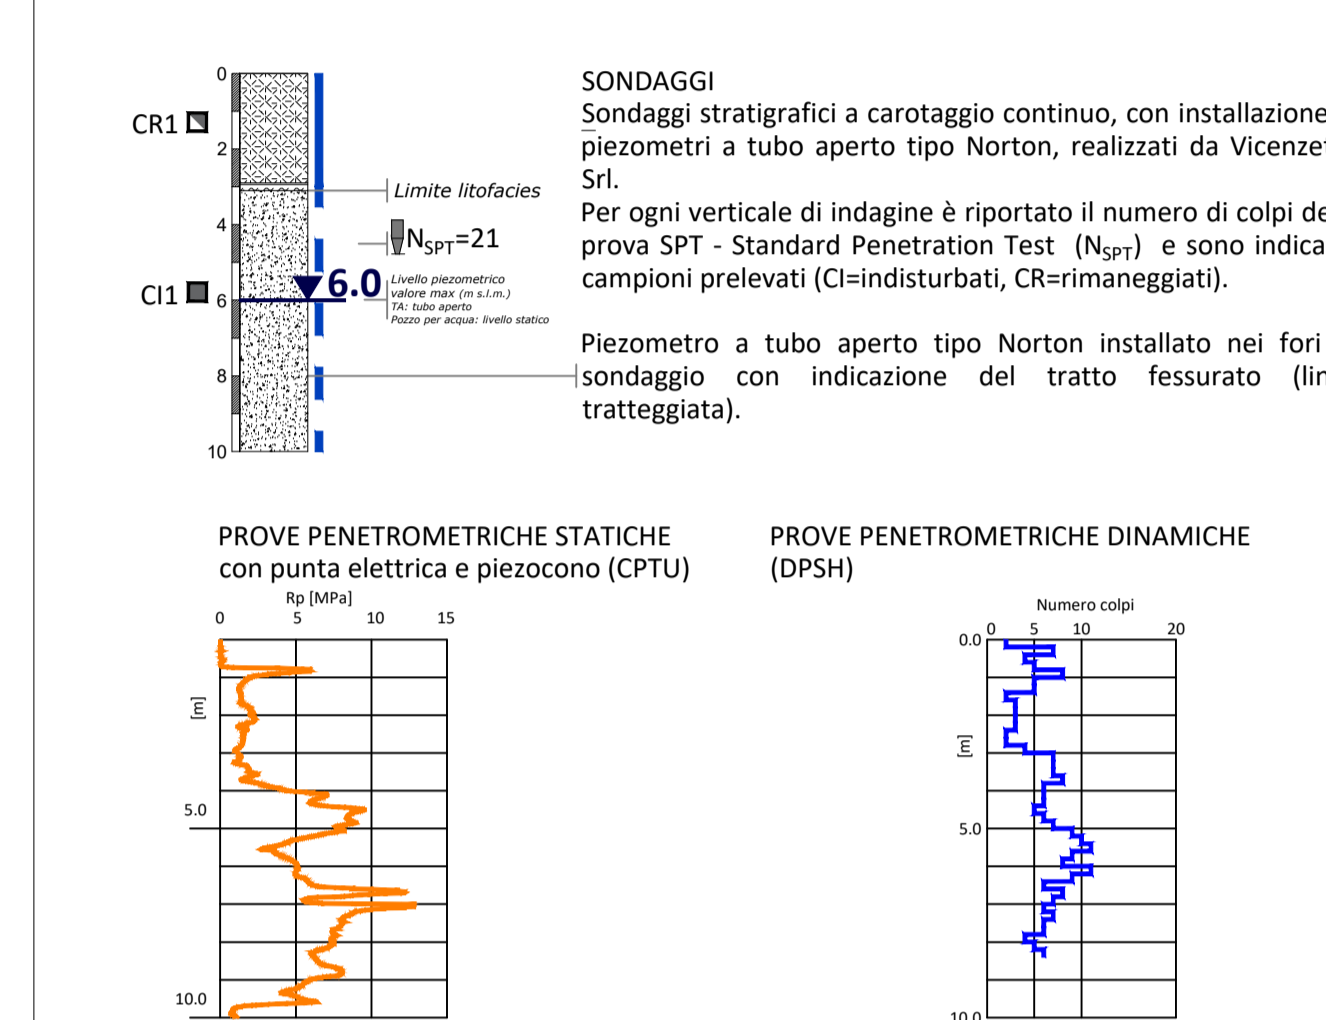 0
2
4
6
8
10
CR1
CI1
Limite litofacies
NSPT=21
6.0
Livello piezometrico
valore max (m s.l.m.)
TA: tubo aperto
Pozzo per acqua: livello statico
SONDAGGI
Sondaggi stratigrafici a carotaggio continuo, con installazione
piezometri a tubo aperto tipo Norton, realizzati da
Srl.
Per ogni verticale di indagine è riportato il numero di colpi
prova SPT - Standard Penetration Test (NSPT) e sono
campioni prelevati (CI=indisturbati, CR=rimaneggiati).
Piezometro a tubo aperto tipo Norton installato nei fori
sondaggio con indicazione del tratto fessurato
tratteggiata).
PROVE PENETROMETRICHE STATICHE
con punta elettrica e piezocono (CPTU)
Rp [MPa]
0 5 10 15
[m]
5.0
10.0
PROVE PENETROMETRICHE DINAMICHE
(DPSH)
Numero colpi
0 5 10 20
0.0
[m]
5.0
10.0